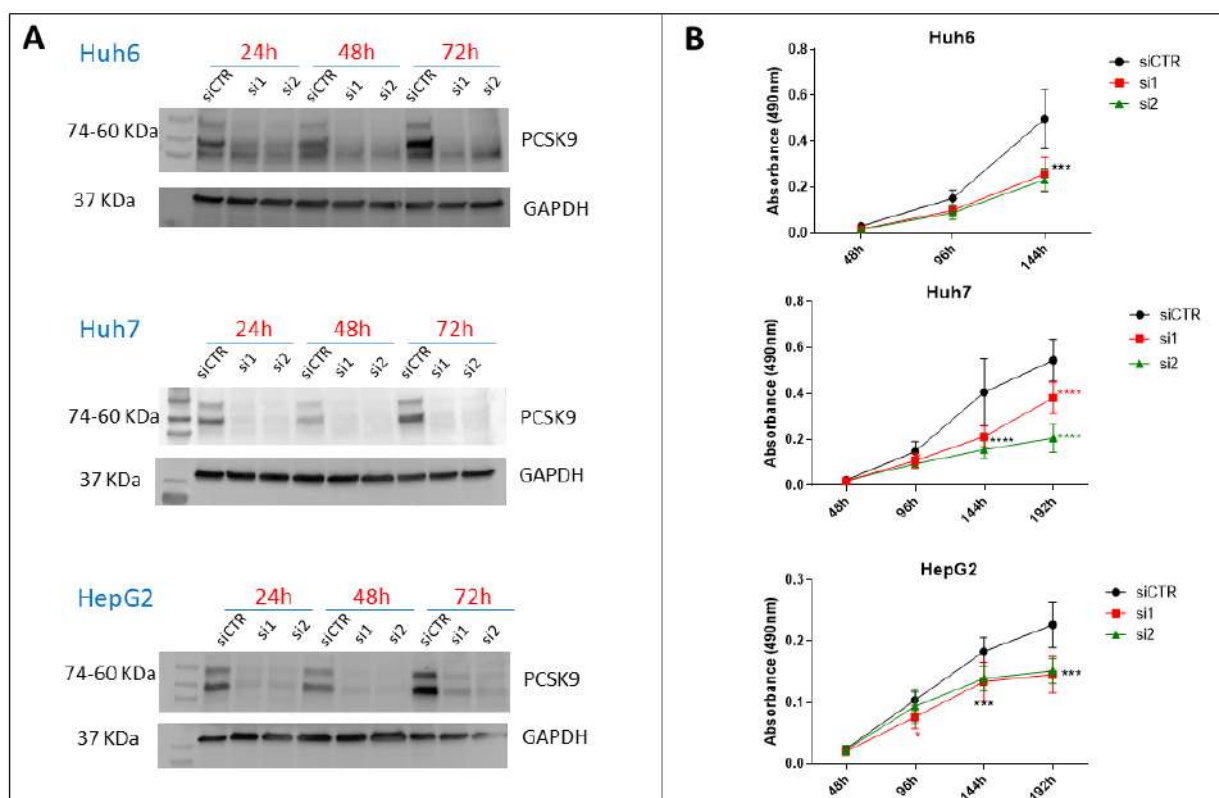 A
Huh6
24h 48h 72h
siCTR si1 si2 siCTR si1 si2 siCTR si1 si2
74-60 KDa
PCSK9
37 KDa
GAPDH
Huh7
24h 48h 72h
siCTR si1 si2 siCTR si1 si2 siCTR si1 si2
74-60 KDa
PCSK9
37 KDa
GAPDH
HepG2
24h 48h 72h
siCTR si1 si2 siCTR si1 si2 siCTR si1 si2
74-60 KDa
PCSK9
37 KDa
GAPDH
B
Huh6
Absorbance (490nm)
0.8
0.6
0.4
0.2
0.0
48h 96h 144h
***
siCTR
si1
si2
Huh7
Absorbance (490nm)
0.8
0.6
0.4
0.2
0.0
48h 96h 144h 192h
****
****
****
siCTR
si1
si2
HepG2
Absorbance (490nm)
0.3
0.2
0.1
0.0
48h 96h 144h 192h
*
***
***
siCTR
si1
si2